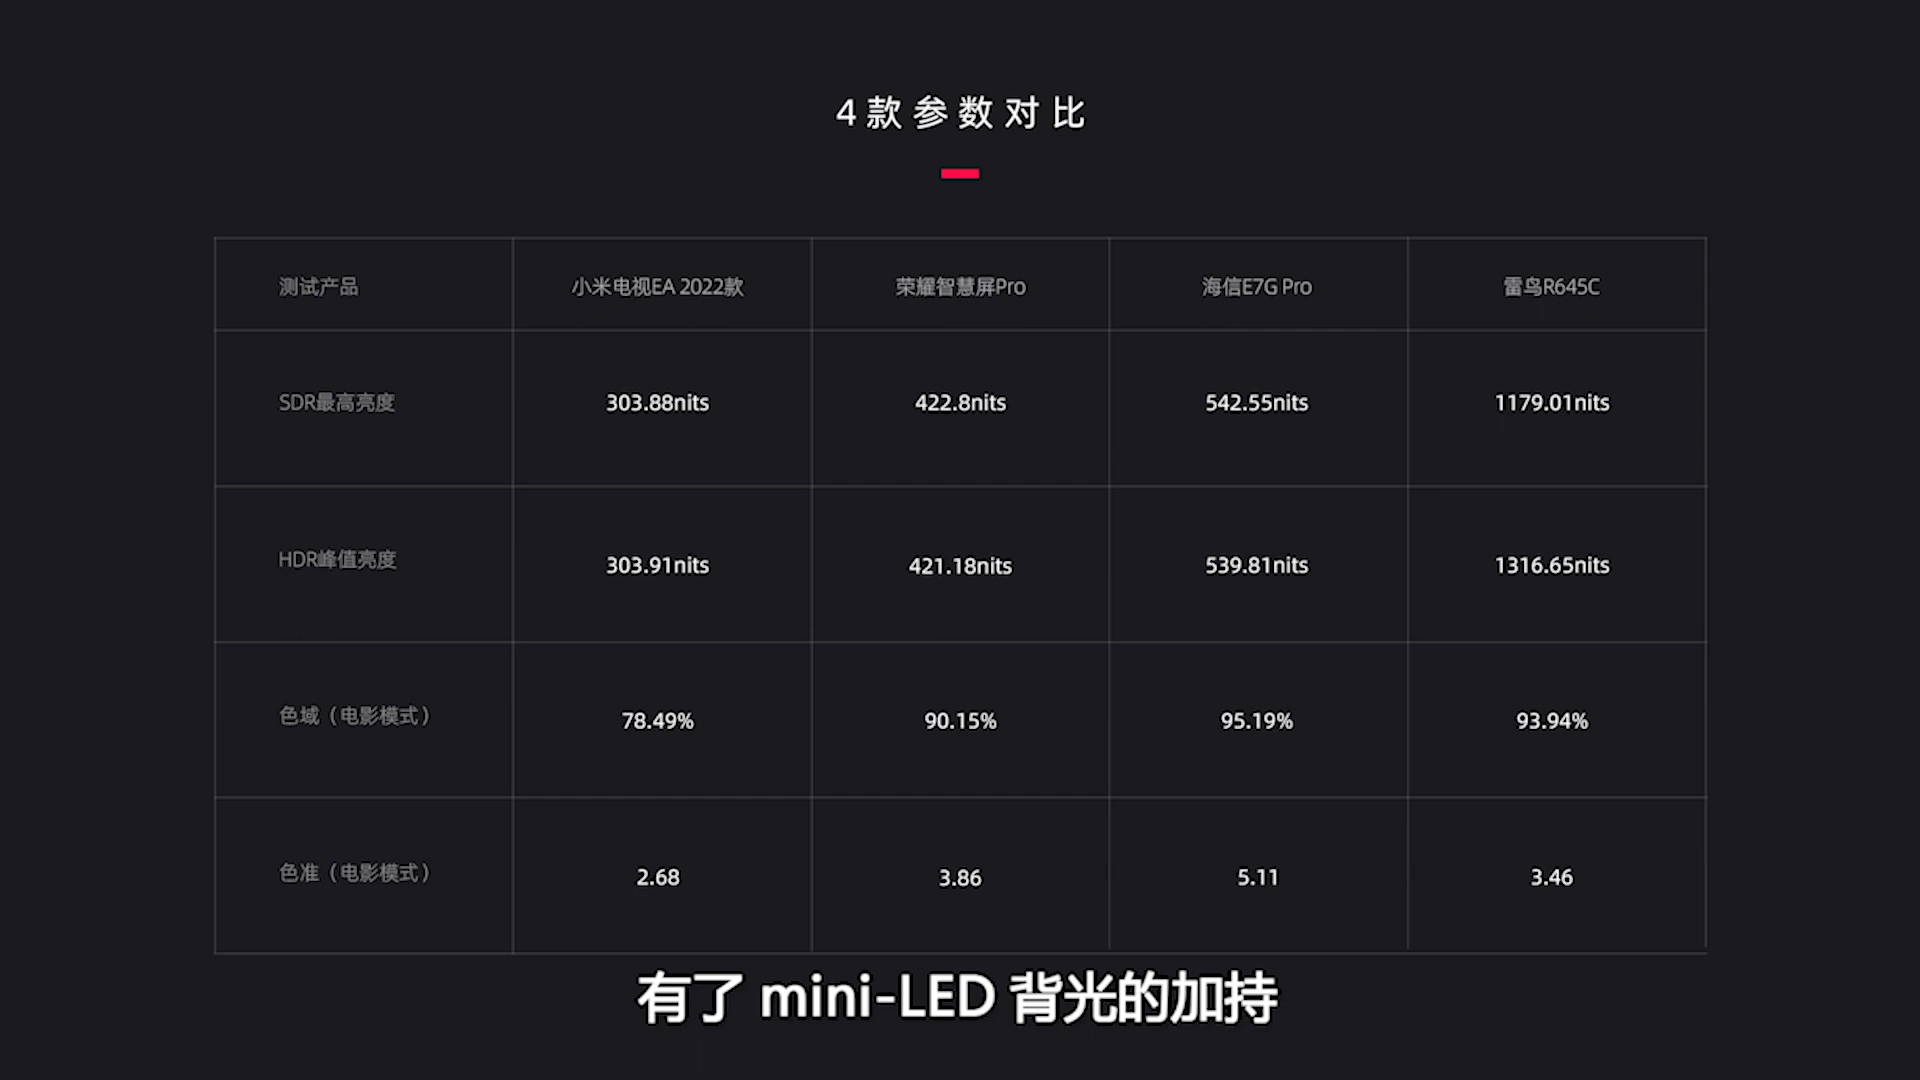 4款参数对比
测试产品 小米电视EA 2022款 荣耀智慧屏Pro 海信E7G Pro 雷鸟R645C
SDR最高亮度 303.88nits 422.8nits 542.55nits 1179.01nits
HDR峰值亮度 303.91nits 421.18nits 539.81nits 1316.65nits
色域（电影模式） 78.49% 90.15% 95.19% 93.94%
色准（电影模式） 2.68 3.86 5.11 3.46
有了 mini-LED 背光的加持